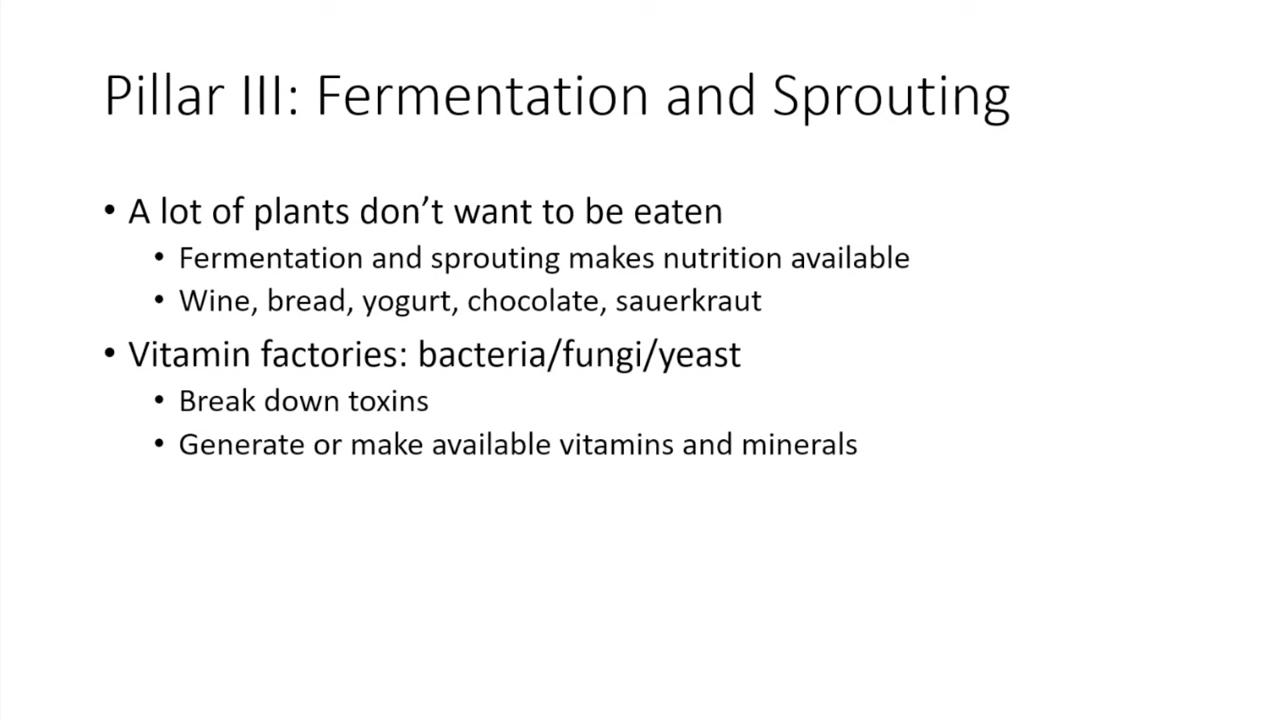 Pillar III: Fermentation and Sprouting
• A lot of plants don’t want to be eaten
• Fermentation and sprouting makes nutrition available
• Wine, bread, yogurt, chocolate, sauerkraut
• Vitamin factories: bacteria/fungi/yeast
• Break down toxins
• Generate or make available vitamins and minerals